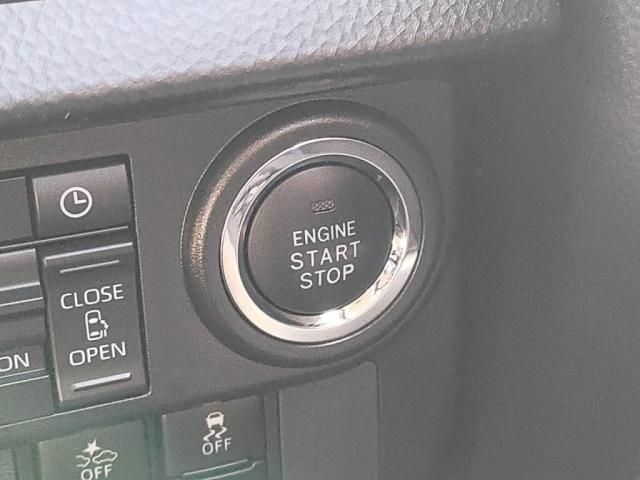 ENGINE
START
STOP
CLOSE
OPEN
ON
OFF
OFF